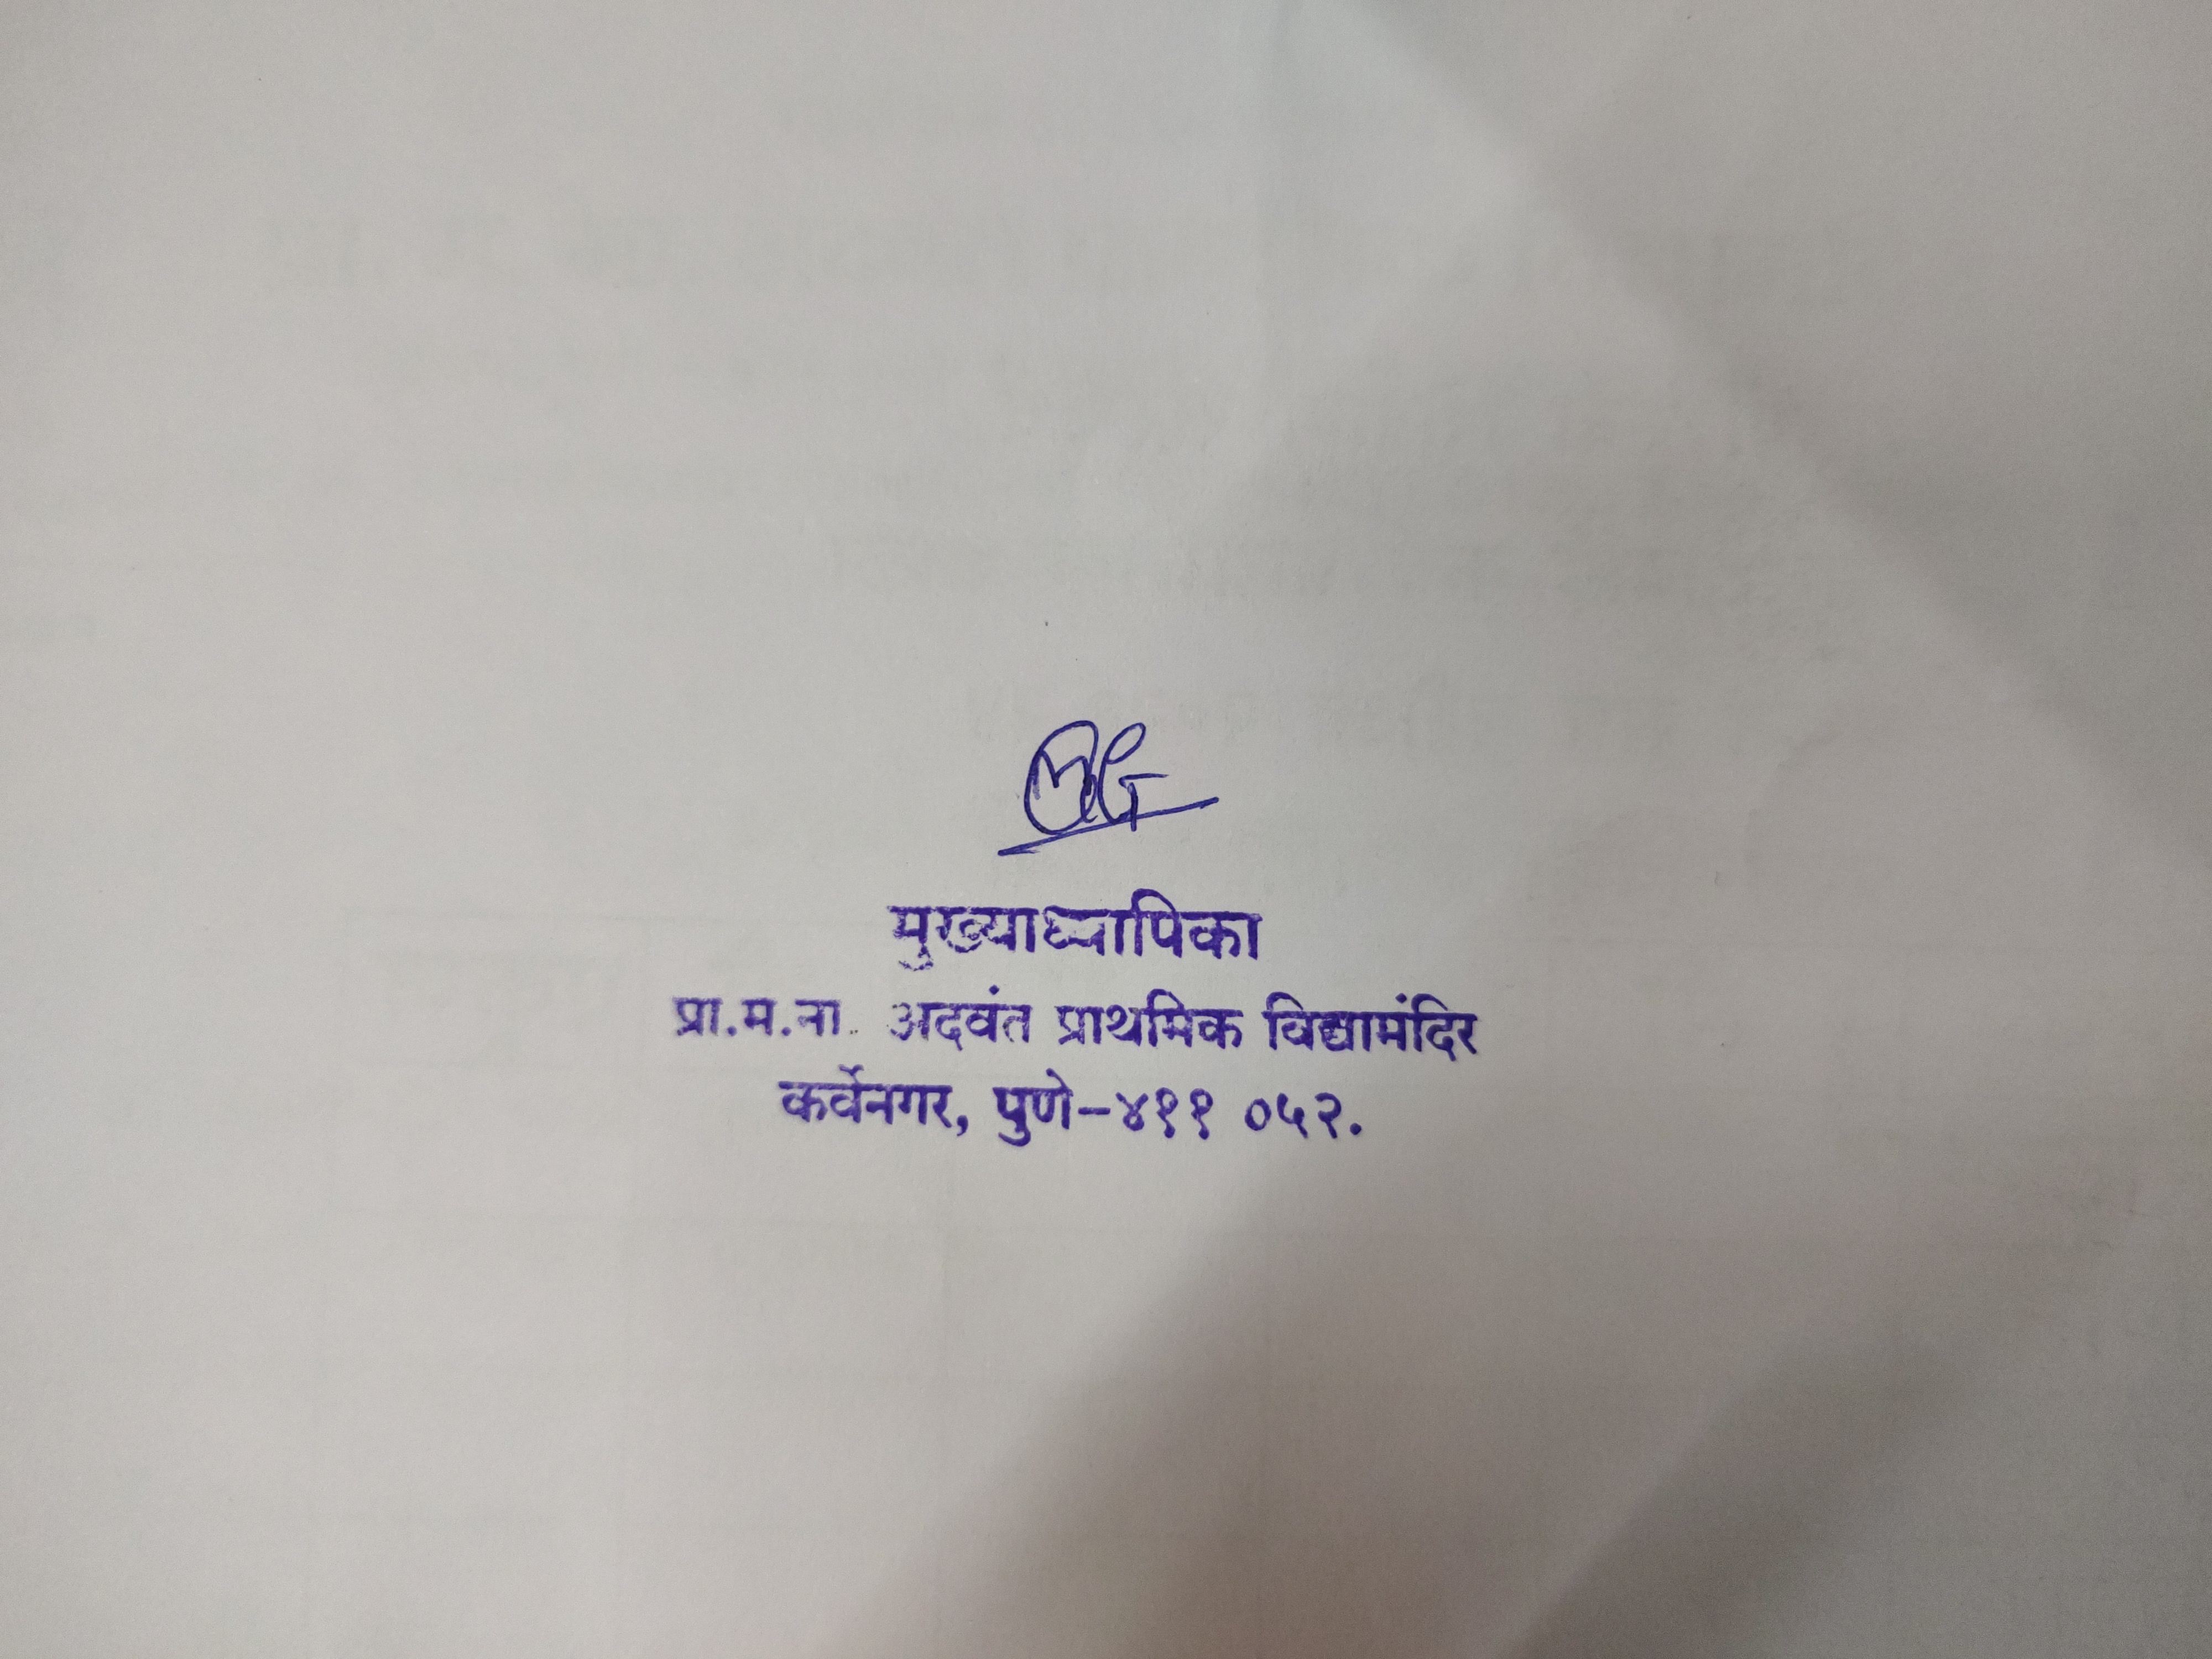 मुख्याध्यापिका
प्रा.म.ना. अदवंत प्राथमिक विद्यामंदिर
कर्वेनगर, पुणे-४११ ०५२.